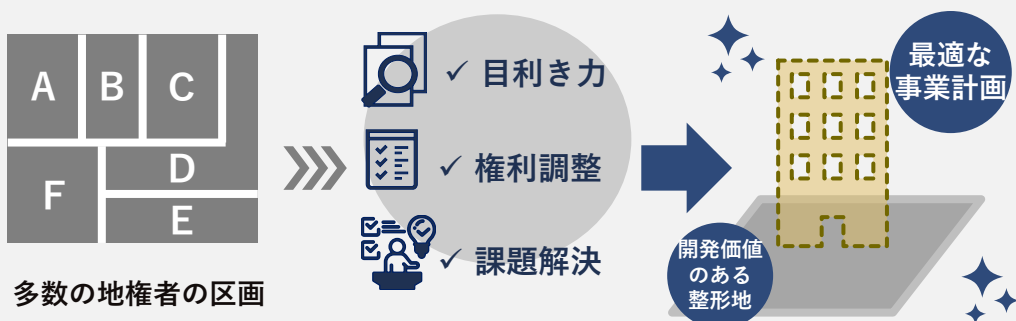 A B C
D
F
E
多数の地権者の区画
✓ 目利き力
✓ 権利調整
✓ 課題解決
最適な
事業計画
開発価値
のある
整形地